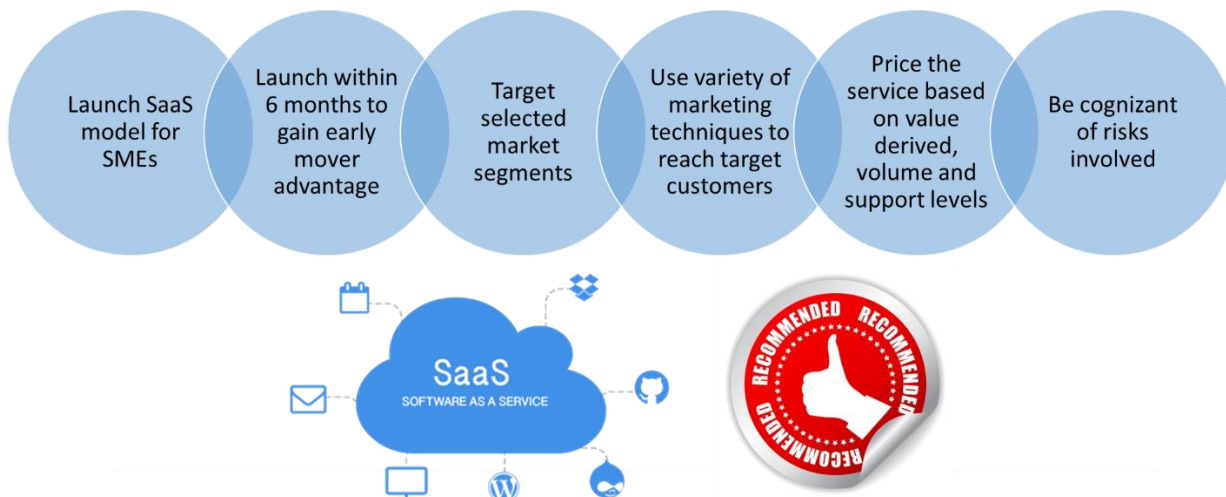 Launch SaaS
model for
SMEs
Launch within
6 months to
gain early
mover
advantage
Target
selected
market
segments
Use variety of
marketing
techniques to
reach target
customers
Price the
service based
on value
derived,
volume and
support levels
Be cognizant
of risks
involved
SaaS
SOFTWARE AS A SERVICE
RECOMMENDED
RECOMMENDED
RECOMMENDED
RECOMMENDED